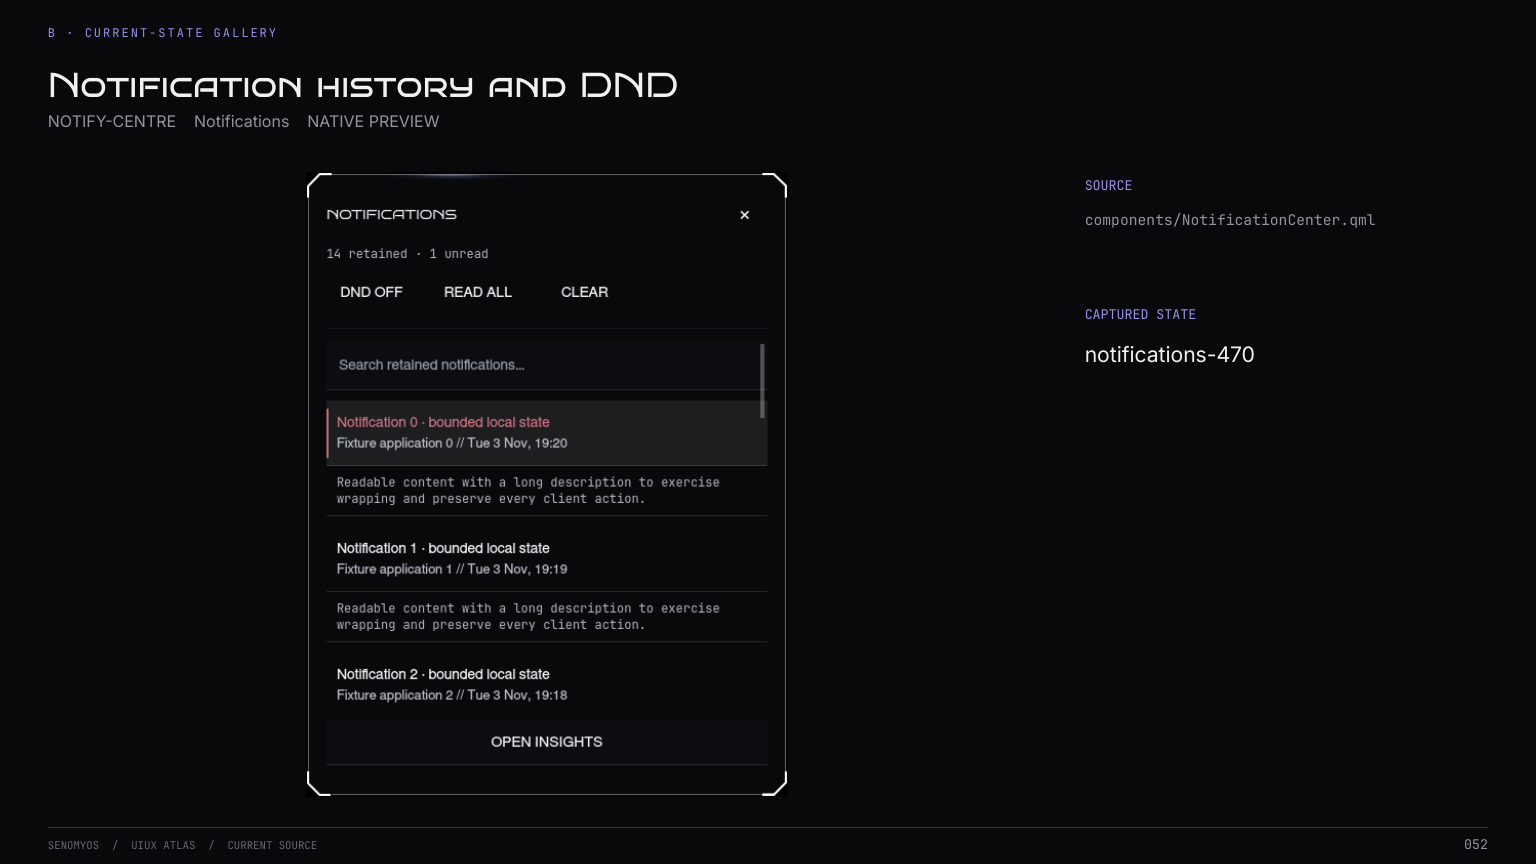 B · CURRENT-STATE GALLERY
Notification history and DND
NOTIFY-CENTRE Notifications NATIVE PREVIEW
NOTIFICATIONS ×
14 retained · 1 unread
DND OFF READ ALL CLEAR
Search retained notifications...
Notification 0 · bounded local state
Fixture application 0 // Tue 3 Nov, 19:20
Readable content with a long description to exercise
wrapping and preserve every client action.
Notification 1 · bounded local state
Fixture application 1 // Tue 3 Nov, 19:19
Readable content with a long description to exercise
wrapping and preserve every client action.
Notification 2 · bounded local state
Fixture application 2 // Tue 3 Nov, 19:18
OPEN INSIGHTS
SOURCE
components/NotificationCenter.qml
CAPTURED STATE
notifications-470
SENOMYOS / UIUX ATLAS / CURRENT SOURCE
052